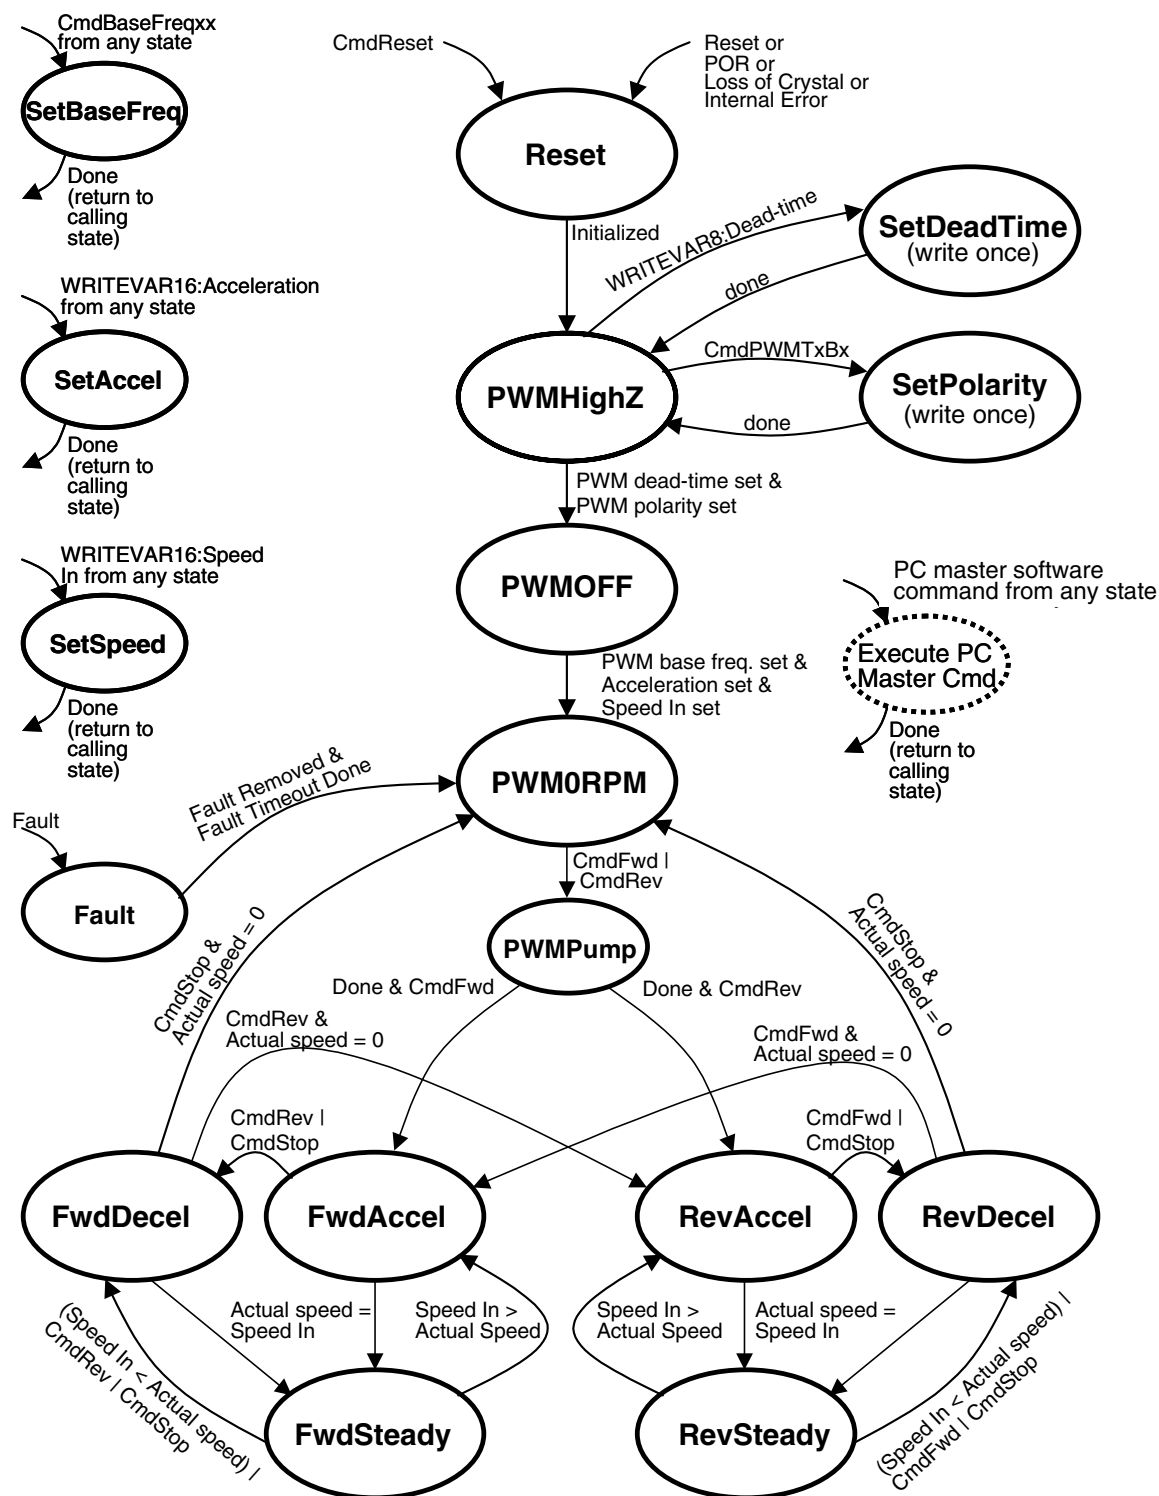 CmdBaseFreqxx
from any state
SetBaseFreq
Done
(return to
calling
state)
CmdReset
Reset or
POR or
Loss of Crystal or
Internal Error
Reset
Initialized
WRITEVAR8:Dead-time
SetDeadTime
(write once)
done
WRITEVAR16:Acceleration
from any state
SetAccel
Done
(return to
calling
state)
PWMHighZ
CmdPWMTxBx
SetPolarity
(write once)
done
PWM dead-time set &
PWM polarity set
WRITEVAR16:Speed
In from any state
SetSpeed
Done
(return to
calling
state)
PWMOFF
PC master software
command from any state
Execute PC
Master Cmd
Done
(return to
calling
state)
PWM base freq. set &
Acceleration set &
Speed In set
PWM0RPM
Fault Removed &
Fault Timeout Done
Fault
Fault
CmdFwd |
CmdRev
PWMPump
CmdStop &
Actual speed = 0
CmdStop &
Actual speed = 0
Done & CmdFwd
Done & CmdRev
CmdRev &
Actual speed = 0
CmdFwd &
Actual speed = 0
CmdRev |
CmdStop
CmdFwd |
CmdStop
FwdDecel
FwdAccel
RevAccel
RevDecel
(Speed In < Actual speed) |
CmdRev | CmdStop
Actual speed =
Speed In
Speed In >
Actual Speed
Speed In >
Actual Speed
Actual speed =
Speed In
(Speed In < Actual speed) |
CmdFwd | CmdStop
FwdSteady
RevSteady